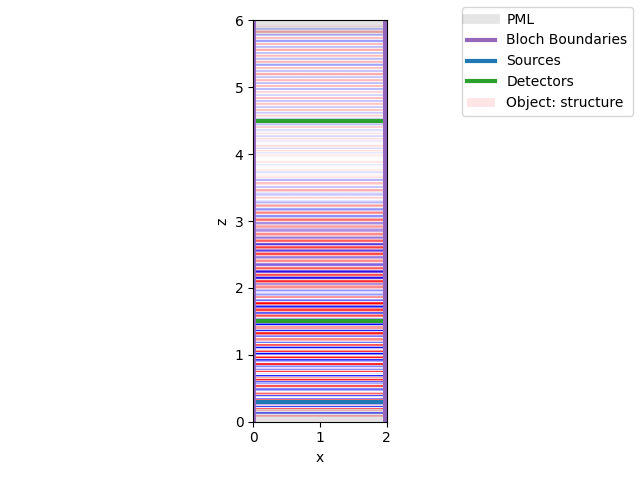 PML
Bloch Boundaries
Sources
Detectors
Object: structure
6
5
4
3
2
1
0
z
0 1 2
x